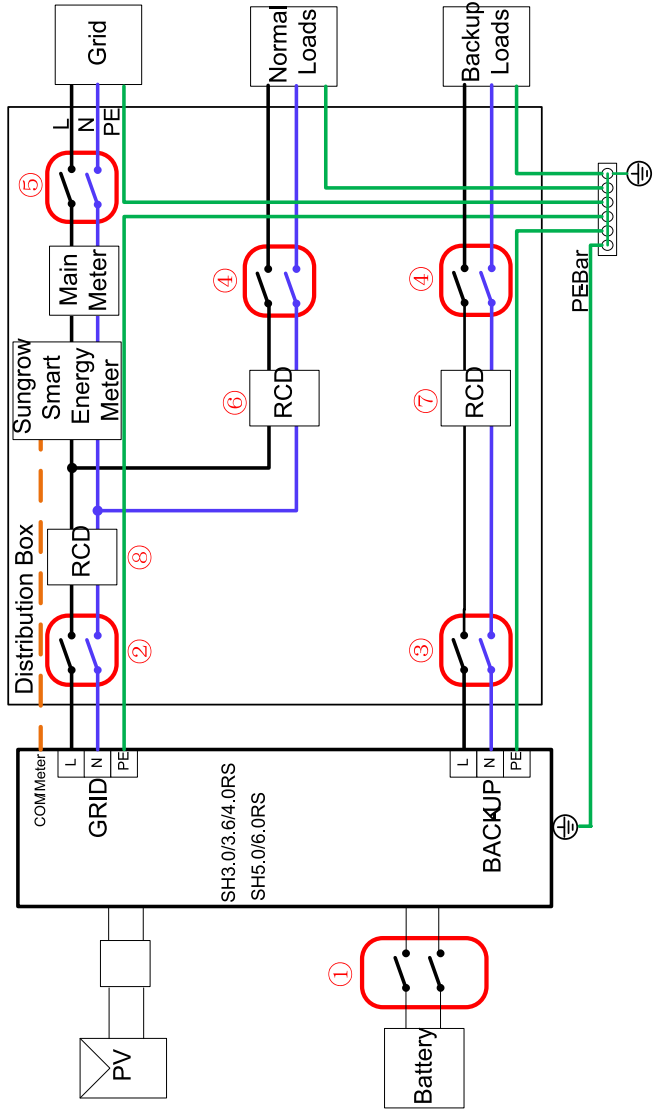 Grid
Normal
Loads
Backup
Loads
L
N
PE
⑤
Main
Meter
④
④
Sungrow
Smart
Energy
Meter
⑥
RCD
⑦
RCD
PEBar
Distribution Box
RCD
⑧
②
③
COM Meter
L
N
PE
GRID
L
N
PE
BACKUP
SH3.0/3.6/4.0RS
SH5.0/6.0RS
①
PV
Battery